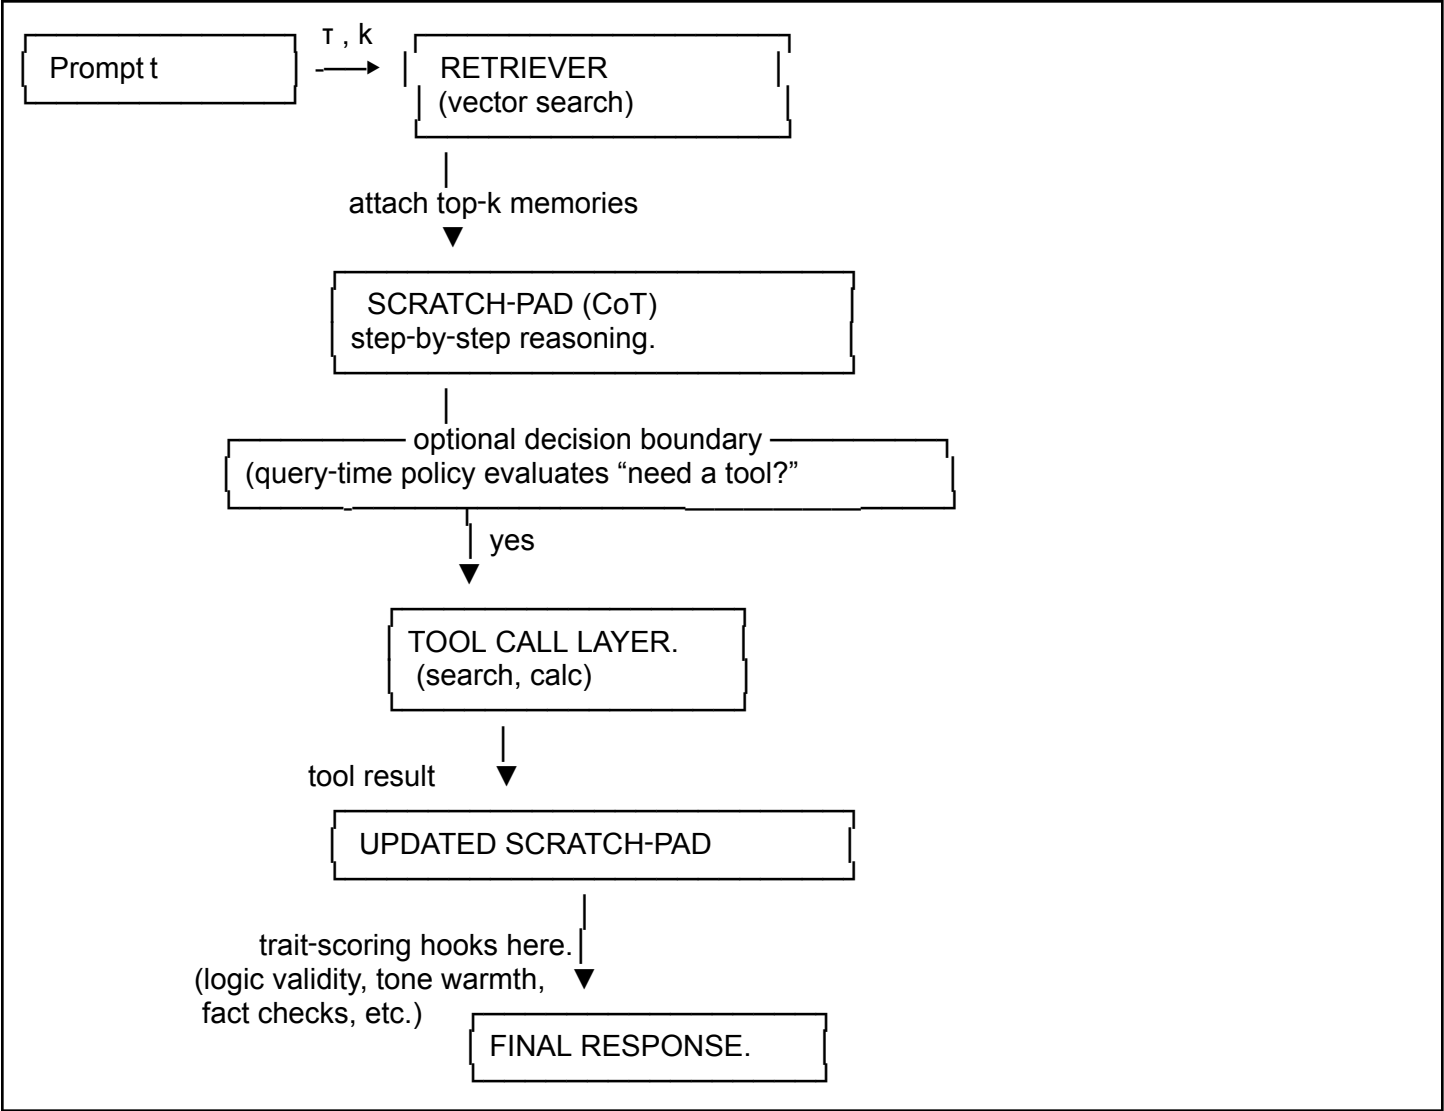 τ , k
Prompt t
RETRIEVER
(vector search)
attach top-k memories
SCRATCH-PAD (CoT)
step-by-step reasoning.
optional decision boundary
(query-time policy evaluates “need a tool?”
yes
TOOL CALL LAYER.
(search, calc)
tool result
UPDATED SCRATCH-PAD
trait-scoring hooks here.
(logic validity, tone warmth,
fact checks, etc.)
FINAL RESPONSE.